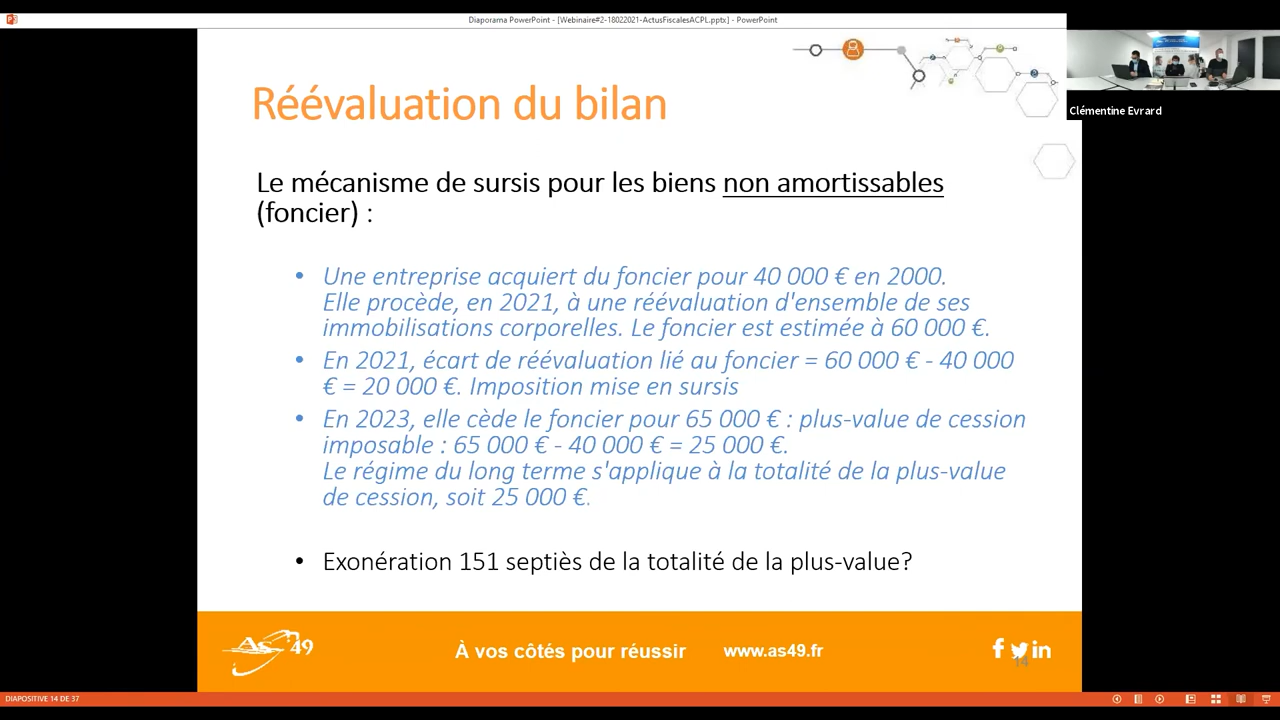 Diaporama PowerPoint - [Webinaire#2-18022021-ActusFiscalesACPL.pptx] - PowerPoint
Clémentine Evrard
Réévaluation du bilan
Le mécanisme de sursis pour les biens non amortissables
(foncier) :
• Une entreprise acquiert du foncier pour 40 000 € en 2000.
Elle procède, en 2021, à une réévaluation d'ensemble de ses
immobilisations corporelles. Le foncier est estimée à 60 000 €.
• En 2021, écart de réévaluation lié au foncier = 60 000 € - 40 000
€ = 20 000 €. Imposition mise en sursis
• En 2023, elle cède le foncier pour 65 000 € : plus-value de cession
imposable : 65 000 € - 40 000 € = 25 000 €.
Le régime du long terme s'applique à la totalité de la plus-value
de cession, soit 25 000 €.
• Exonération 151 septiès de la totalité de la plus-value?
As 49
À vos côtés pour réussir
www.as49.fr
14
DIAPOSITIVE 14 DE 37